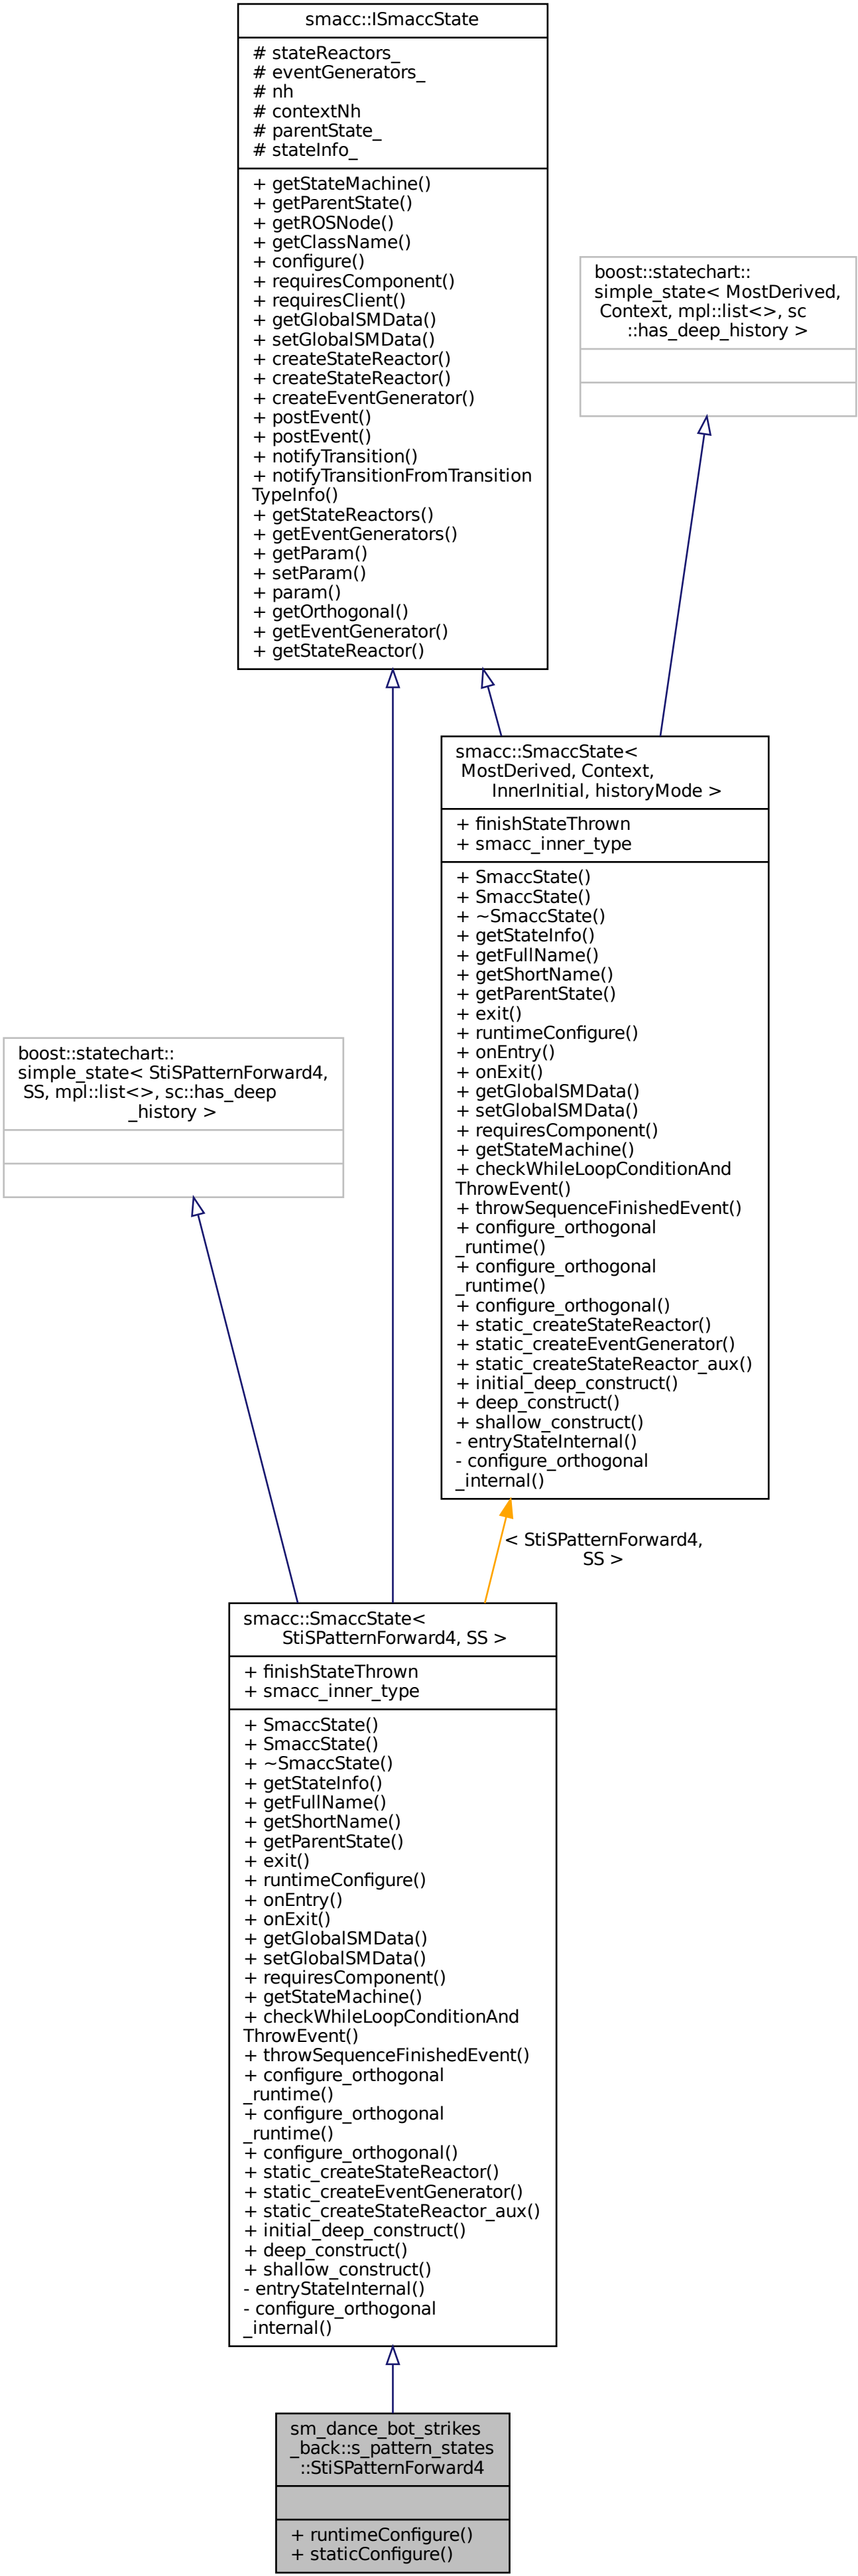 smacc::ISmaccState
# stateReactors_
# eventGenerators_
# nh
# contextNh
# parentState_
# stateInfo_
+ getStateMachine()
+ getParentState()
+ getROSNode()
+ getClassName()
+ configure()
+ requiresComponent()
+ requiresClient()
+ getGlobalSMData()
+ setGlobalSMData()
+ createStateReactor()
+ createStateReactor()
+ createEventGenerator()
+ postEvent()
+ postEvent()
+ notifyTransition()
+ notifyTransitionFromTransition
TypeInfo()
+ getStateReactors()
+ getEventGenerators()
+ getParam()
+ setParam()
+ param()
+ getOrthogonal()
+ getEventGenerator()
+ getStateReactor()
boost::statechart::
simple_state< MostDerived,
Context, mpl::list<>, sc
::has_deep_history >
smacc::SmaccState<
MostDerived, Context,
InnerInitial, historyMode >
+ finishStateThrown
+ smacc_inner_type
+ SmaccState()
+ SmaccState()
+ ~SmaccState()
+ getStateInfo()
+ getFullName()
+ getShortName()
+ getParentState()
+ exit()
+ runtimeConfigure()
+ onEntry()
+ onExit()
+ getGlobalSMData()
+ setGlobalSMData()
+ requiresComponent()
+ getStateMachine()
+ checkWhileLoopConditionAnd
ThrowEvent()
+ throwSequenceFinishedEvent()
+ configure_orthogonal
_runtime()
+ configure_orthogonal
_runtime()
+ configure_orthogonal()
+ static_createStateReactor()
+ static_createEventGenerator()
+ static_createStateReactor_aux()
+ initial_deep_construct()
+ deep_construct()
+ shallow_construct()
- entryStateInternal()
- configure_orthogonal
_internal()
boost::statechart::
simple_state< StiSPatternForward4,
SS, mpl::list<>, sc::has_deep
_history >
< StiSPatternForward4,
SS >
smacc::SmaccState<
StiSPatternForward4, SS >
+ finishStateThrown
+ smacc_inner_type
+ SmaccState()
+ SmaccState()
+ ~SmaccState()
+ getStateInfo()
+ getFullName()
+ getShortName()
+ getParentState()
+ exit()
+ runtimeConfigure()
+ onEntry()
+ onExit()
+ getGlobalSMData()
+ setGlobalSMData()
+ requiresComponent()
+ getStateMachine()
+ checkWhileLoopConditionAnd
ThrowEvent()
+ throwSequenceFinishedEvent()
+ configure_orthogonal
_runtime()
+ configure_orthogonal
_runtime()
+ configure_orthogonal()
+ static_createStateReactor()
+ static_createEventGenerator()
+ static_createStateReactor_aux()
+ initial_deep_construct()
+ deep_construct()
+ shallow_construct()
- entryStateInternal()
- configure_orthogonal
_internal()
sm_dance_bot_strikes
_back::s_pattern_states
::StiSPatternForward4
+ runtimeConfigure()
+ staticConfigure()